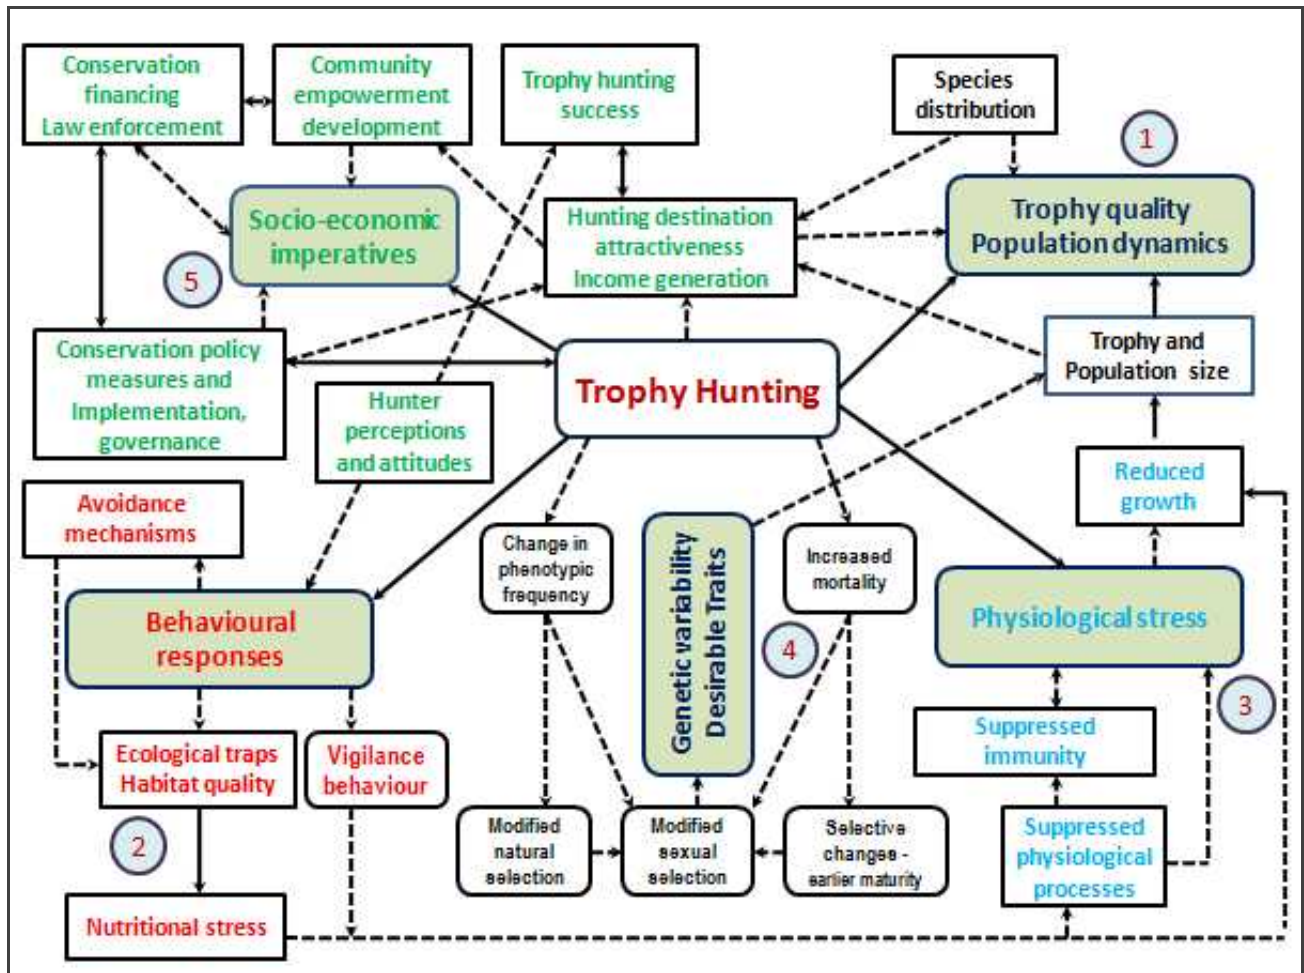 Conservation
financing
Law enforcement
Community
empowerment
development
Trophy hunting
success
Species
distribution
1
Socio-economic
imperatives
Hunting destination
attractiveness
Income generation
Trophy quality
Population dynamics
5
Conservation policy
measures and
Implementation,
governance
Trophy Hunting
Trophy and
Population size
Hunter
perceptions
and attitudes
Reduced
growth
Avoidance
mechanisms
Change in
phenotypic
frequency
Genetic variability
Desirable Traits
Increased
mortality
Behavioural
responses
4
Physiological stress
3
Ecological traps
Habitat quality
Vigilance
behaviour
Suppressed
immunity
2
Modified
natural
selection
Modified
sexual
selection
Selective
changes -
earlier maturity
Suppressed
physiological
processes
Nutritional stress